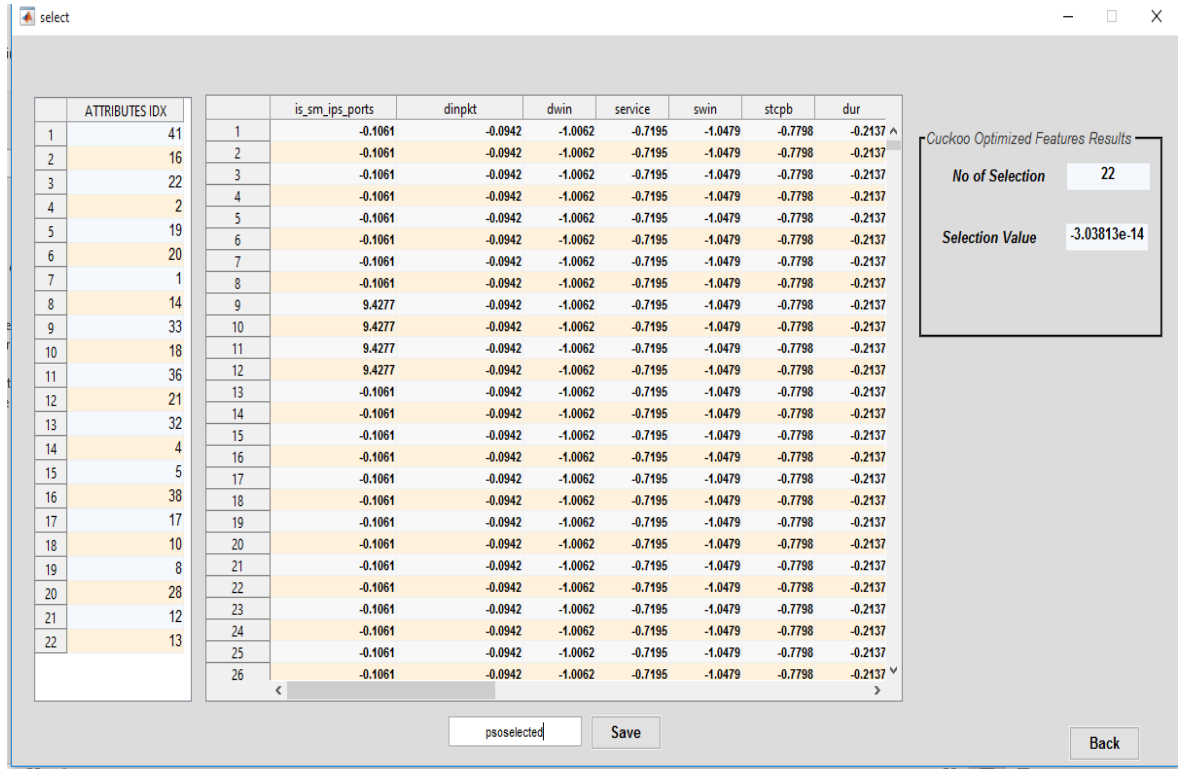 select
ATTRIBUTES IDX
1 41
2 16
3 22
4 2
5 19
6 20
7 1
8 14
9 33
10 18
11 36
12 21
13 32
14 4
15 5
16 38
17 17
18 10
19 8
20 28
21 12
22 13
is_sm_ips_ports dinpkt dwin service swin stcpb dur
1 -0.1061 -0.0942 -1.0062 -0.7195 -1.0479 -0.7798 -0.2137
2 -0.1061 -0.0942 -1.0062 -0.7195 -1.0479 -0.7798 -0.2137
3 -0.1061 -0.0942 -1.0062 -0.7195 -1.0479 -0.7798 -0.2137
4 -0.1061 -0.0942 -1.0062 -0.7195 -1.0479 -0.7798 -0.2137
5 -0.1061 -0.0942 -1.0062 -0.7195 -1.0479 -0.7798 -0.2137
6 -0.1061 -0.0942 -1.0062 -0.7195 -1.0479 -0.7798 -0.2137
7 -0.1061 -0.0942 -1.0062 -0.7195 -1.0479 -0.7798 -0.2137
8 -0.1061 -0.0942 -1.0062 -0.7195 -1.0479 -0.7798 -0.2137
9 9.4277 -0.0942 -1.0062 -0.7195 -1.0479 -0.7798 -0.2137
10 9.4277 -0.0942 -1.0062 -0.7195 -1.0479 -0.7798 -0.2137
11 9.4277 -0.0942 -1.0062 -0.7195 -1.0479 -0.7798 -0.2137
12 9.4277 -0.0942 -1.0062 -0.7195 -1.0479 -0.7798 -0.2137
13 -0.1061 -0.0942 -1.0062 -0.7195 -1.0479 -0.7798 -0.2137
14 -0.1061 -0.0942 -1.0062 -0.7195 -1.0479 -0.7798 -0.2137
15 -0.1061 -0.0942 -1.0062 -0.7195 -1.0479 -0.7798 -0.2137
16 -0.1061 -0.0942 -1.0062 -0.7195 -1.0479 -0.7798 -0.2137
17 -0.1061 -0.0942 -1.0062 -0.7195 -1.0479 -0.7798 -0.2137
18 -0.1061 -0.0942 -1.0062 -0.7195 -1.0479 -0.7798 -0.2137
19 -0.1061 -0.0942 -1.0062 -0.7195 -1.0479 -0.7798 -0.2137
20 -0.1061 -0.0942 -1.0062 -0.7195 -1.0479 -0.7798 -0.2137
21 -0.1061 -0.0942 -1.0062 -0.7195 -1.0479 -0.7798 -0.2137
22 -0.1061 -0.0942 -1.0062 -0.7195 -1.0479 -0.7798 -0.2137
23 -0.1061 -0.0942 -1.0062 -0.7195 -1.0479 -0.7798 -0.2137
24 -0.1061 -0.0942 -1.0062 -0.7195 -1.0479 -0.7798 -0.2137
25 -0.1061 -0.0942 -1.0062 -0.7195 -1.0479 -0.7798 -0.2137
26 -0.1061 -0.0942 -1.0062 -0.7195 -1.0479 -0.7798 -0.2137
Cuckoo Optimized Features Results
No of Selection 22
Selection Value -3.03813e-14
psoselected Save
Back